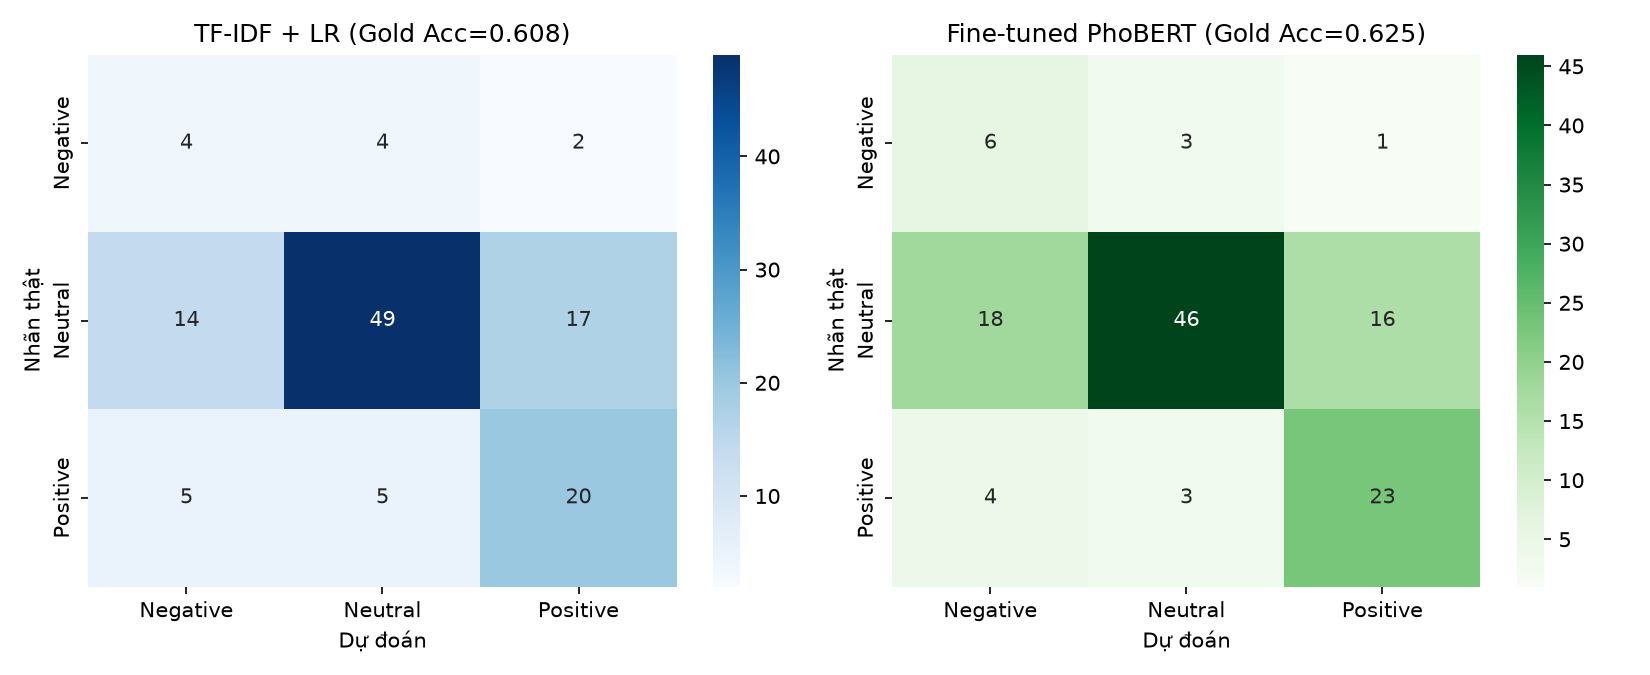 TF-IDF + LR (Gold Acc=0.608)
Nhãn thật
Negative
Neutral
Positive
4 4 2
14 49 17
5 5 20
Negative Neutral Positive
Dự đoán
40
30
20
10
Fine-tuned PhoBERT (Gold Acc=0.625)
Nhãn thật
Negative
Neutral
Positive
6 3 1
18 46 16
4 3 23
Negative Neutral Positive
Dự đoán
45
40
35
30
25
20
15
10
5